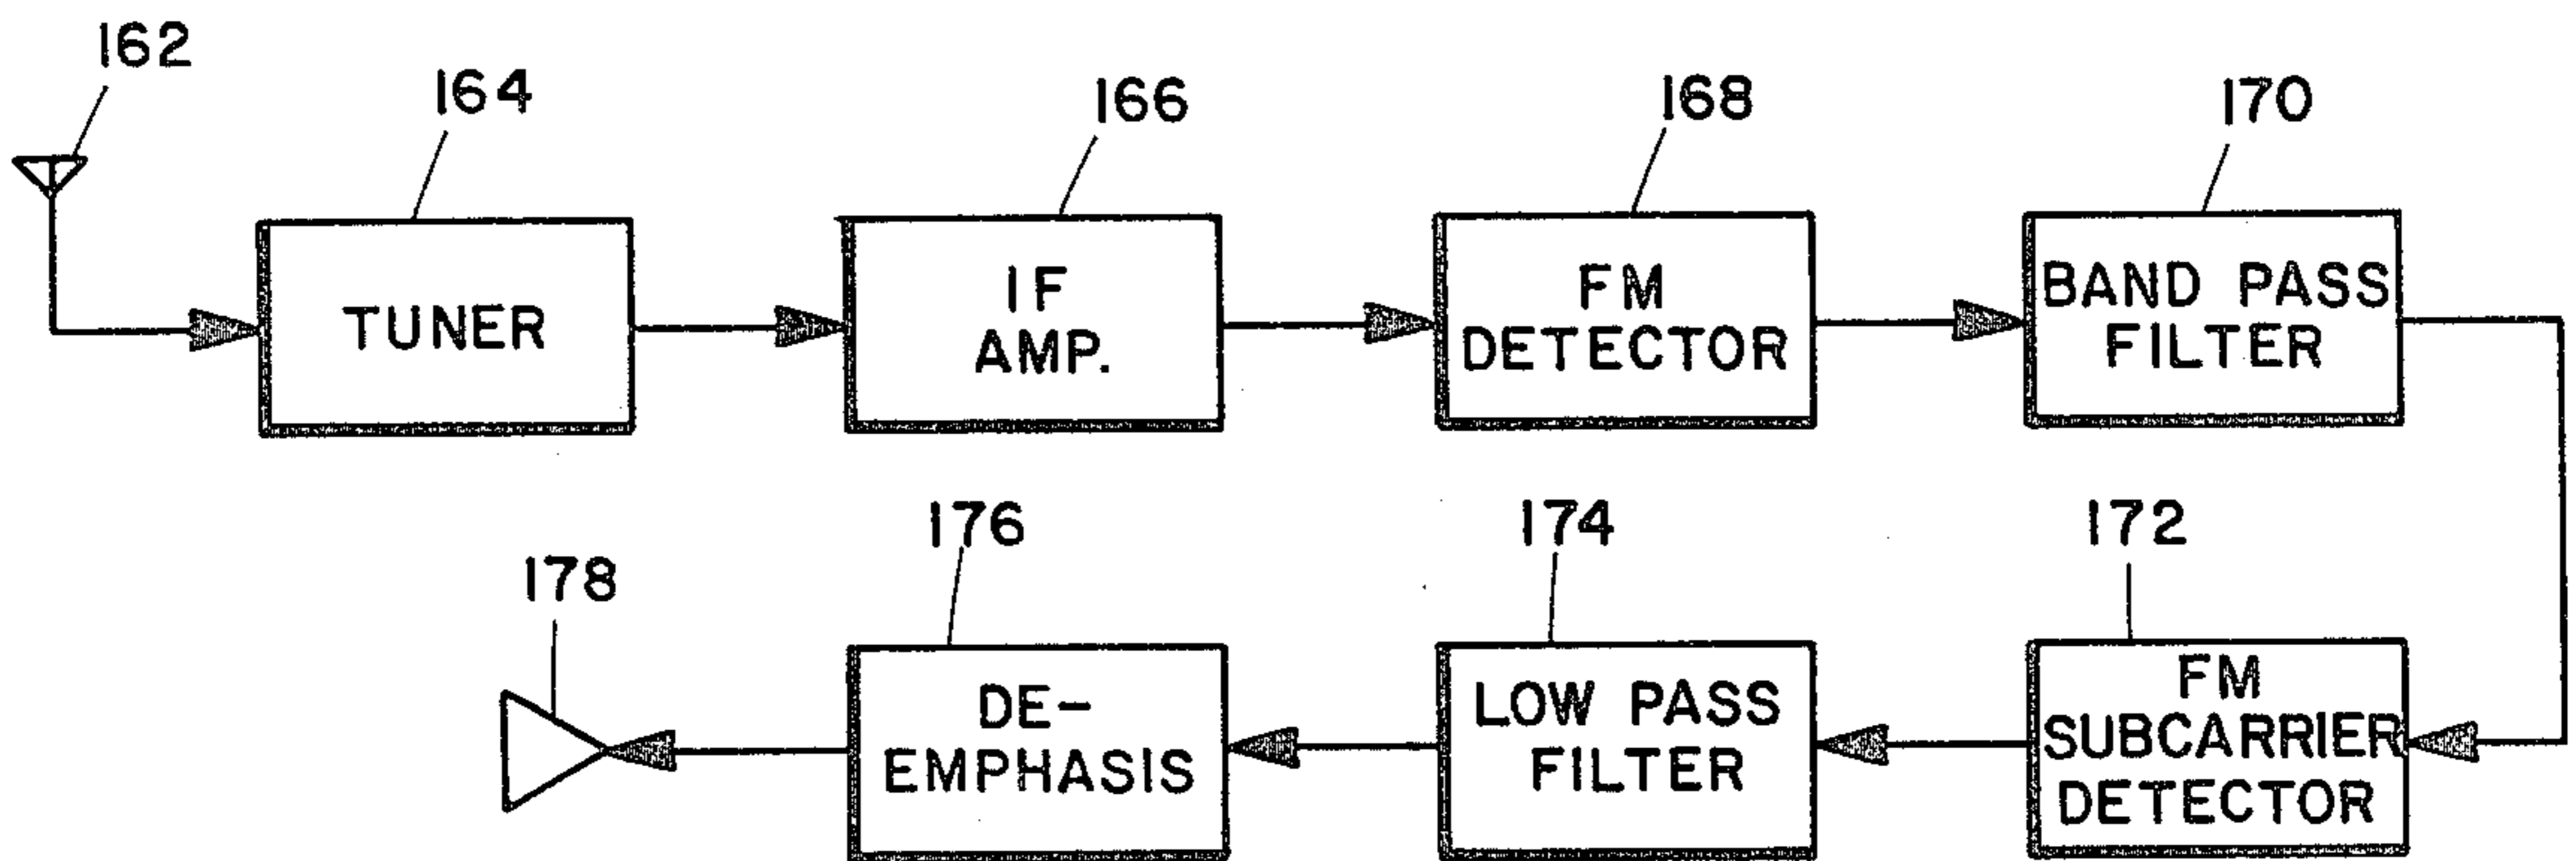 162
164
166
168
170
TUNER
IF
AMP.
FM
DETECTOR
BAND PASS
FILTER
178
176
174
172
DE-
EMPHASIS
LOW PASS
FILTER
FM
SUBCARRIER
DETECTOR